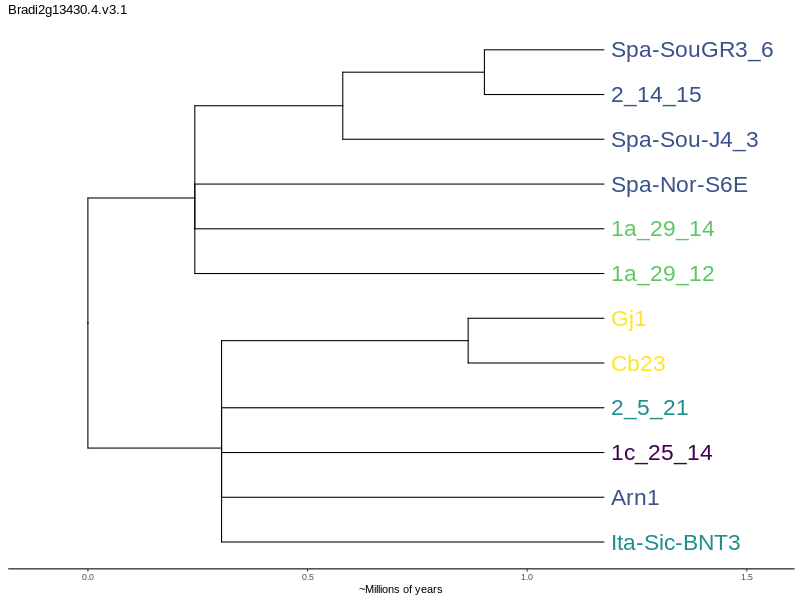 Bradi2g13430.4.v3.1
Spa-SouGR3_6
2_14_15
Spa-Sou-J4_3
Spa-Nor-S6E
1a_29_14
1a_29_12
Gj1
Cb23
2_5_21
1c_25_14
Arn1
Ita-Sic-BNT3
0.0 0.5 1.0 1.5
~Millions of years